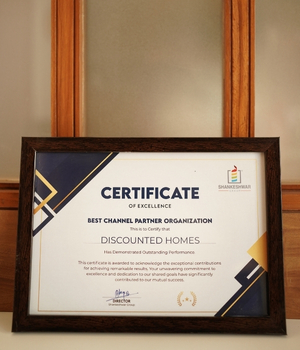 SHANKESHWAR
CERTIFICATE
OF EXCELLENCE
BEST CHANNEL PARTNER ORGANIZATION
This is to Certify that
DISCOUNTED HOMES
Has Demonstrated Outstanding Performance
This certificate is awarded to acknowledge the exceptional contributions
for achieving remarkable results. Your unwavering commitment to
excellence and dedication to our shared goals have significantly
contributed to our mutual success.
DIRECTOR